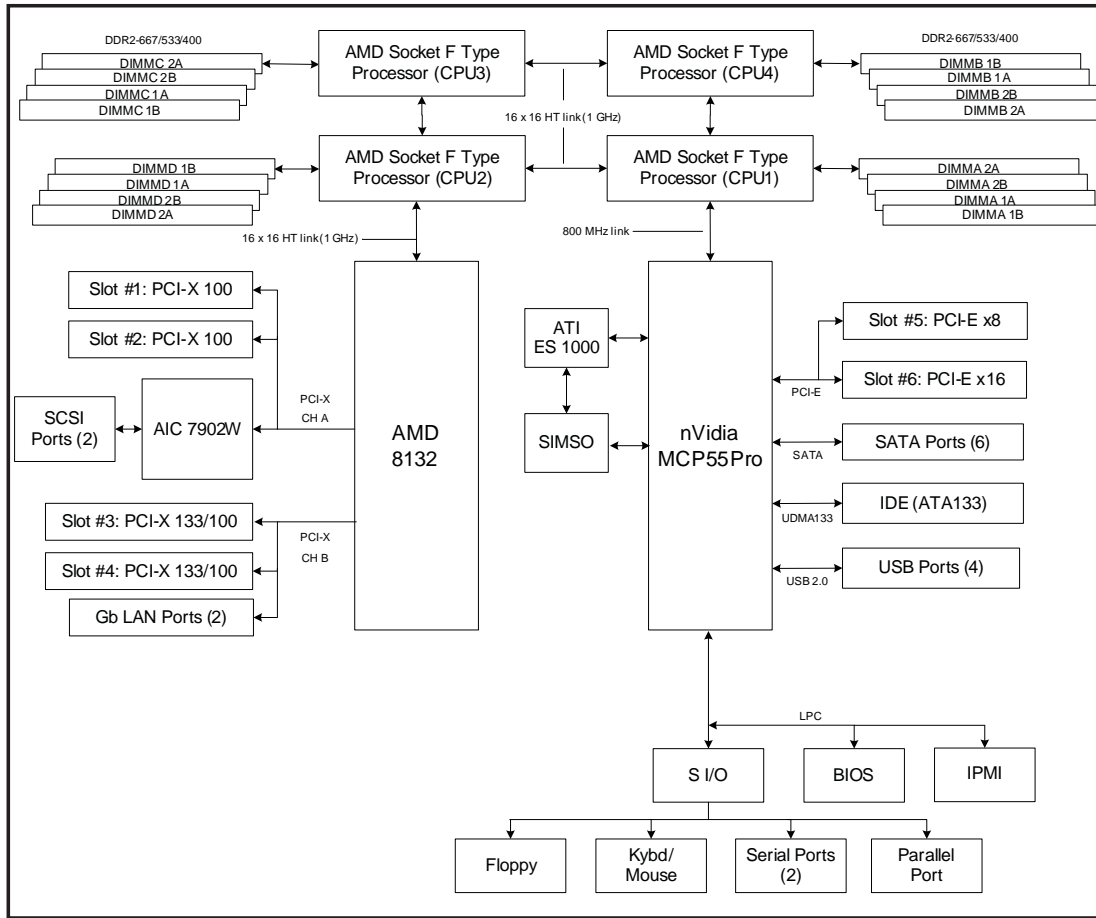 DDR2-667/533/400
DIMMC 2A
DIMMC 2B
DIMMC 1A
DIMMC 1B
AMD Socket F Type
Processor (CPU3)
AMD Socket F Type
Processor (CPU4)
DDR2-667/533/400
DIMMB 1B
DIMMB 1A
DIMMB 2B
DIMMB 2A
16 x 16 HT link (1 GHz)
DIMMD 1B
DIMMD 1A
DIMMD 2B
DIMMD 2A
AMD Socket F Type
Processor (CPU2)
AMD Socket F Type
Processor (CPU1)
DIMMA 2A
DIMMA 2B
DIMMA 1A
DIMMA 1B
16 x 16 HT link (1 GHz)
800 MHz link
Slot #1: PCI-X 100
Slot #2: PCI-X 100
SCSI
Ports (2)
AIC 7902W
PCI-X
CH A
Slot #3: PCI-X 133/100
Slot #4: PCI-X 133/100
Gb LAN Ports (2)
PCI-X
CH B
AMD
8132
ATI
ES 1000
SIMSO
nVidia
MCP55Pro
Slot #5: PCI-E x8
Slot #6: PCI-E x16
PCI-E
SATA Ports (6)
SATA
IDE (ATA133)
UDMA133
USB Ports (4)
USB 2.0
LPC
S I/O
BIOS
IPMI
Floppy
Kybd/
Mouse
Serial Ports
(2)
Parallel
Port